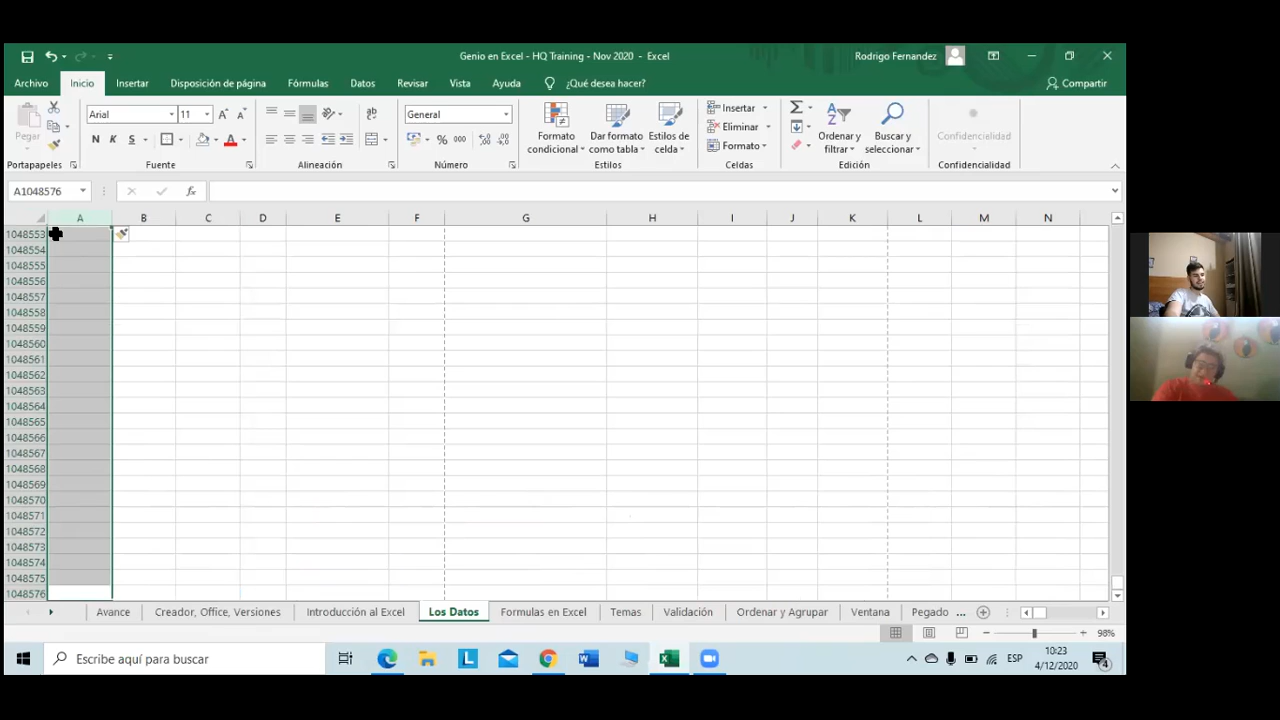 Genio en Excel - HQ Training - Nov 2020 - Excel
Rodrigo Fernandez
Archivo Inicio Insertar Disposición de página Fórmulas Datos Revisar Vista Ayuda ¿Qué desea hacer? Compartir
Pegar
Arial 11
N K S
A
ab
General
% 000
Formato condicional
Dar formato como tabla
Estilos de celda
Insertar
Eliminar
Formato
Ordenar y filtrar
Buscar y seleccionar
Confidencialidad
Portapapeles Fuente Alineación Número Estilos Celdas Edición Confidencialidad
A1048576 fx
A B C D E F G H I J K L M N
1048553
1048554
1048555
1048556
1048557
1048558
1048559
1048560
1048561
1048562
1048563
1048564
1048565
1048566
1048567
1048568
1048569
1048570
1048571
1048572
1048573
1048574
1048575
1048576
Avance Creador, Office, Versiones Introducción al Excel Los Datos Formulas en Excel Temas Validación Ordenar y Agrupar Ventana Pegado ...
98%
Escribe aquí para buscar
ESP
10:23
4/12/2020
4